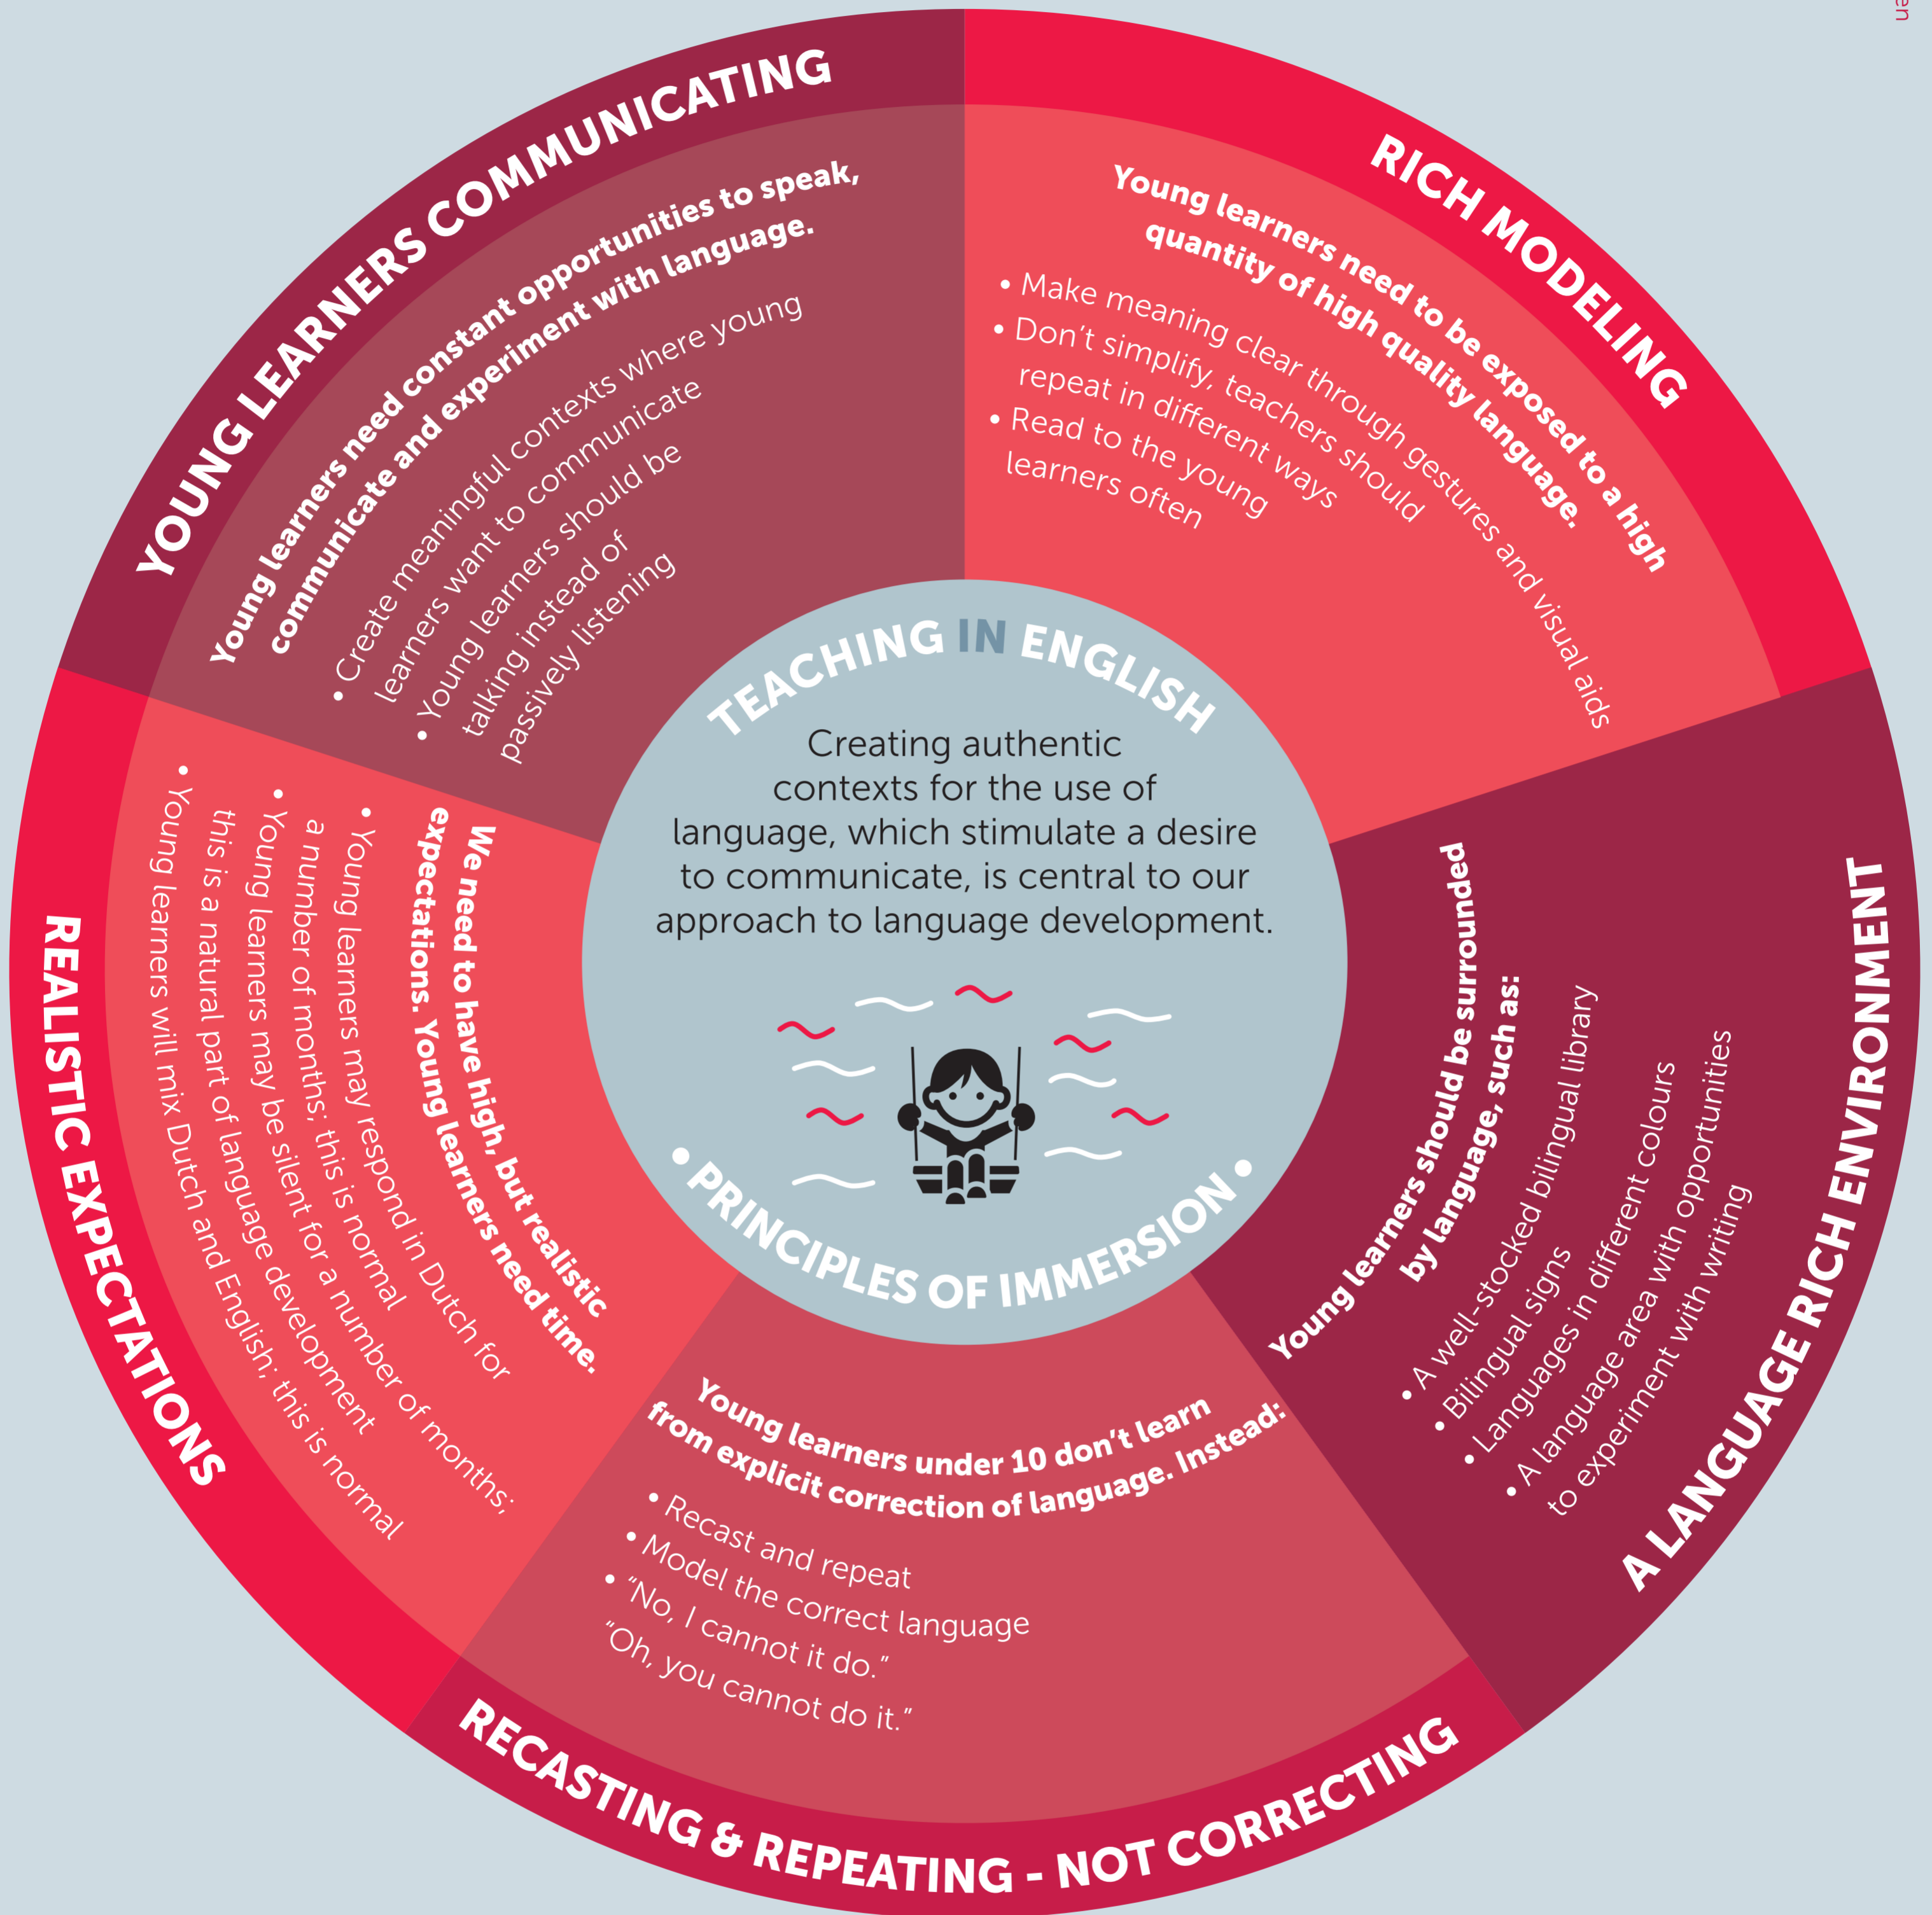 en
TEACHING IN ENGLISH
Creating authentic
contexts for the use of
language, which stimulate a desire
to communicate, is central to our
approach to language development.
• PRINCIPLES OF IMMERSION •
RICH MODELING
Young learners need to be exposed to a high
quantity of high quality language.
• Make meaning clear through gestures and visual aids
• Don't simplify, teachers should
repeat in different ways
• Read to the young
learners often
A LANGUAGE RICH ENVIRONMENT
Young learners should be surrounded
by language, such as:
• A well-stocked bilingual library
• Bilingual signs
• Languages in different colours
• A language area with opportunities
to experiment with writing
RECASTING & REPEATING - NOT CORRECTING
Young learners under 10 don't learn
from explicit correction of language. Instead:
• Recast and repeat
• Model the correct language
• "No, I cannot it do."
"Oh, you cannot do it."
REALISTIC EXPECTATIONS
We need to have high, but realistic
expectations. Young learners need time.
• Young learners may respond in Dutch for
a number of months; this is normal
• Young learners may be silent for a number of months;
this is a natural part of language development
• Young learners will mix Dutch and English; this is normal
YOUNG LEARNERS COMMUNICATING
Young learners need constant opportunities to speak,
communicate and experiment with language.
• Create meaningful contexts where young
learners want to communicate
• Young learners should be
talking instead of
passively listening